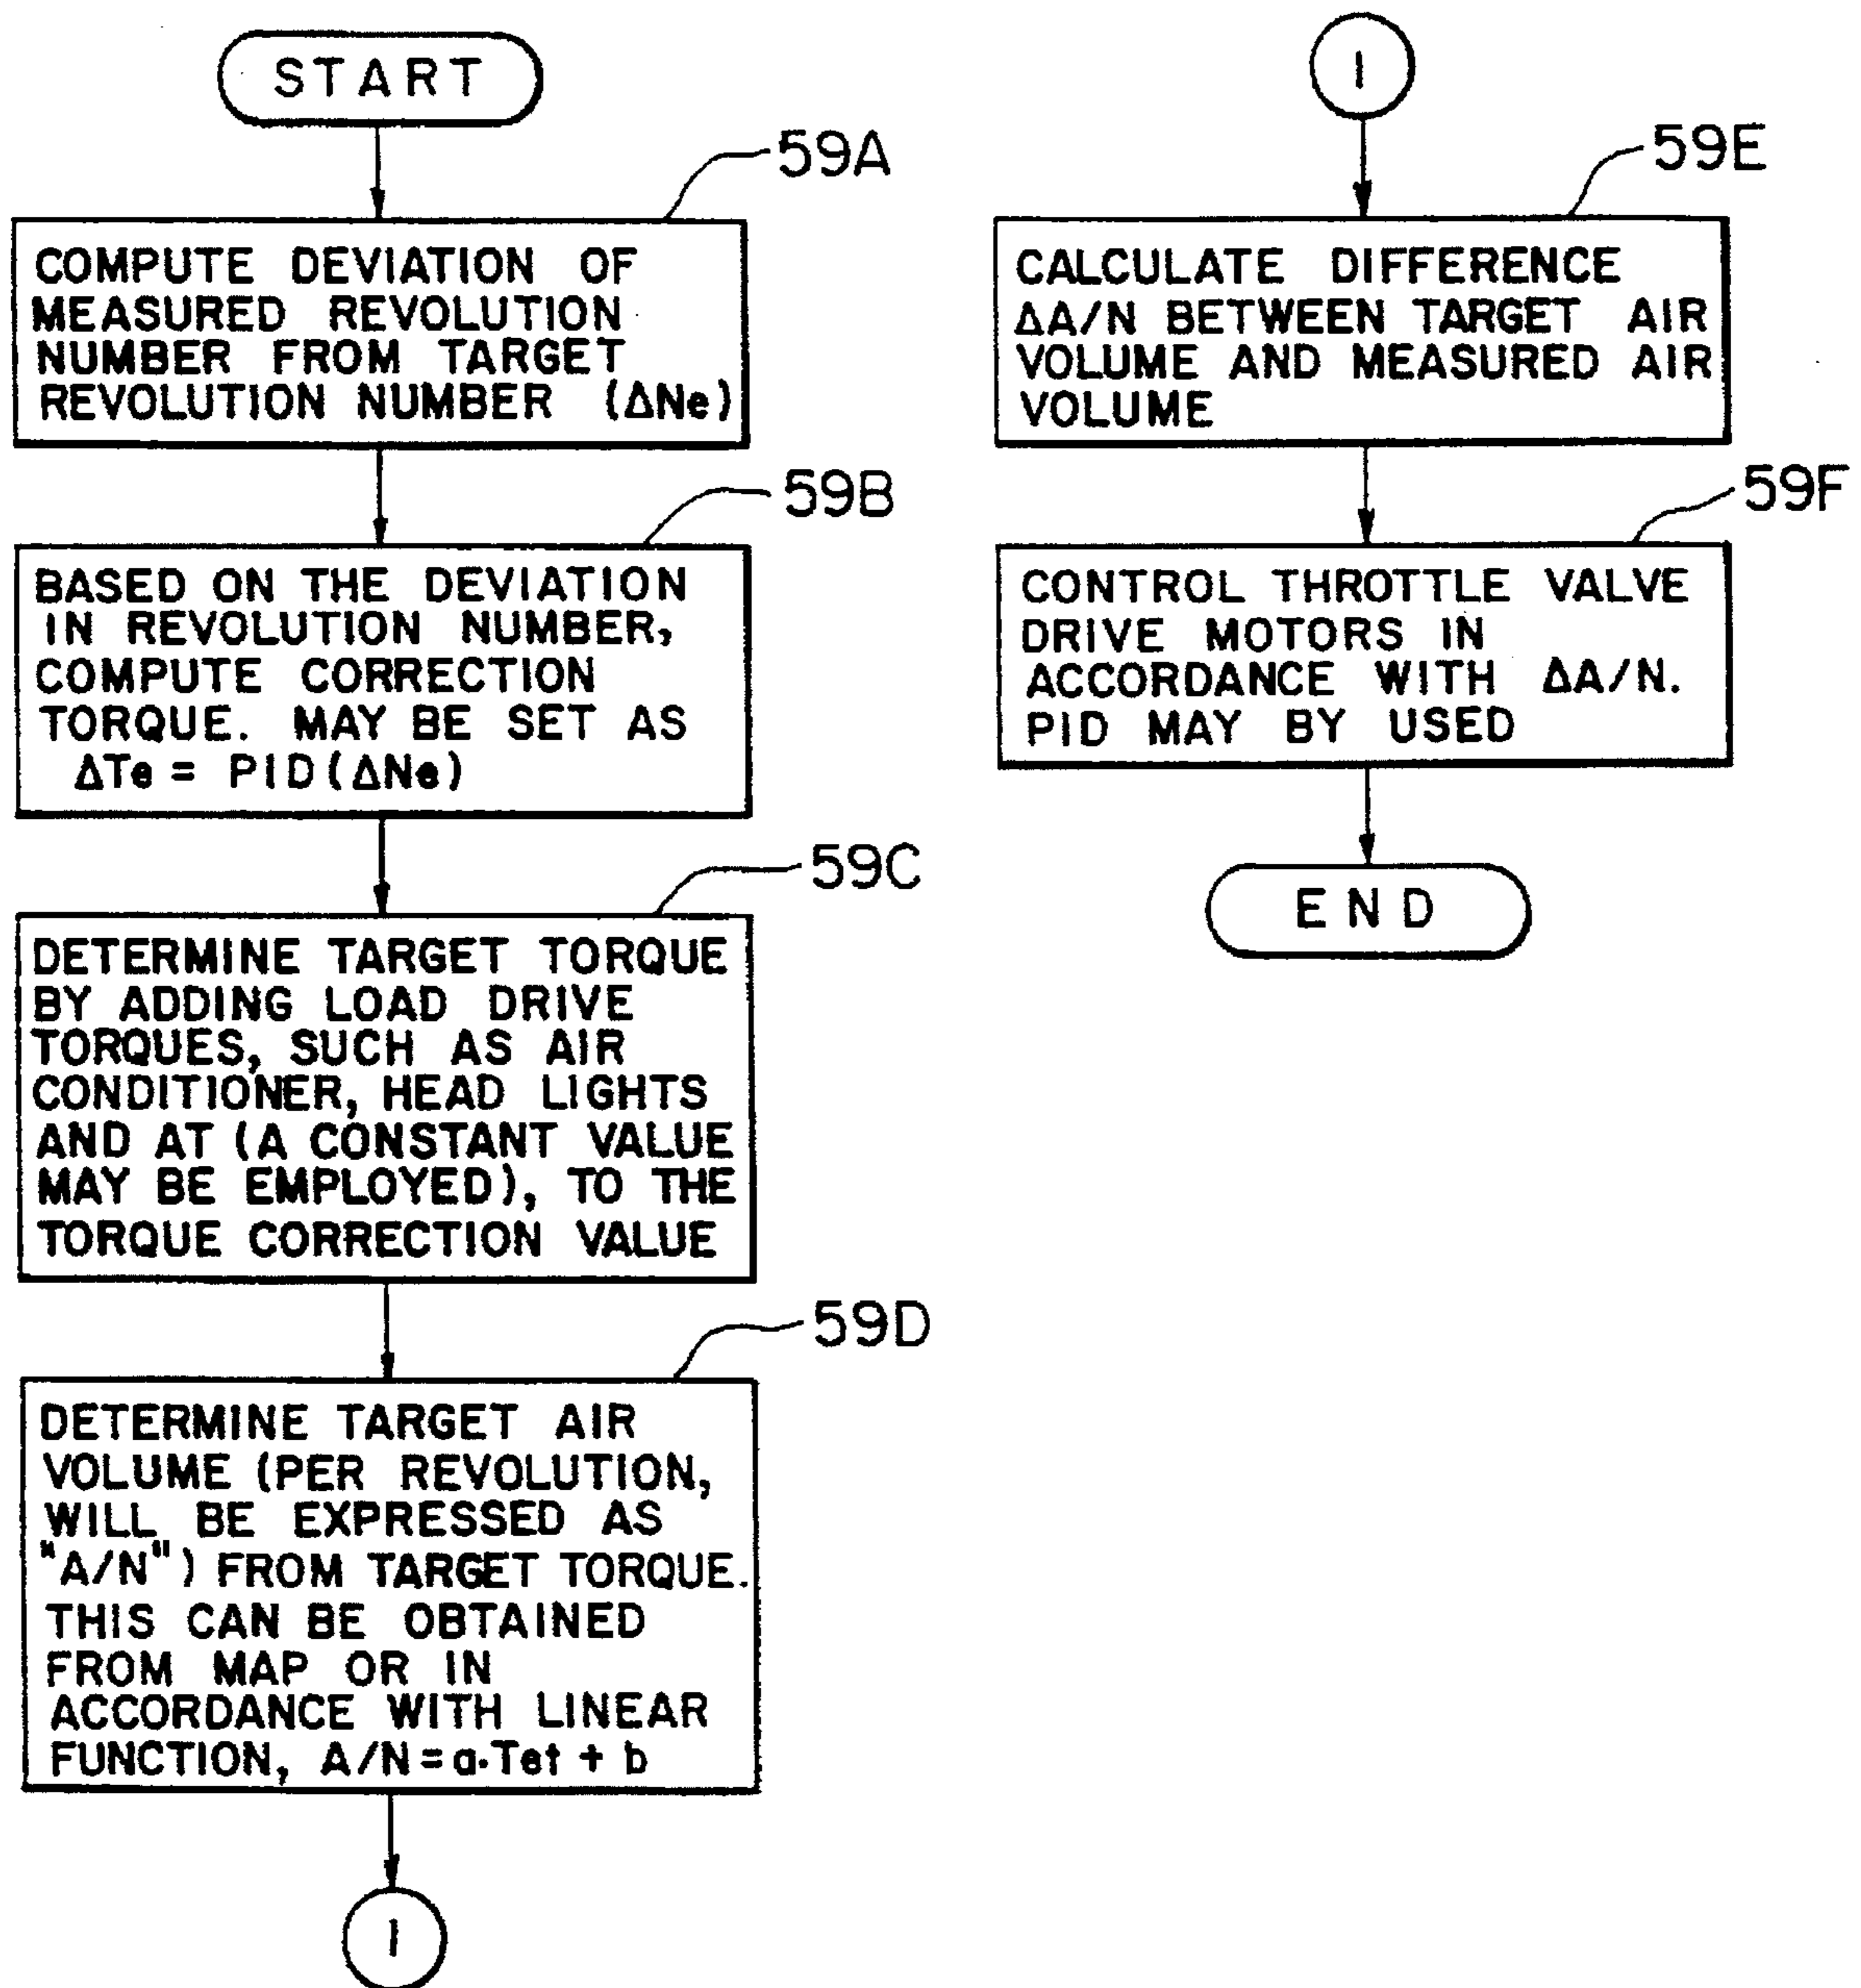 START
59A
COMPUTE DEVIATION OF
MEASURED REVOLUTION
NUMBER FROM TARGET
REVOLUTION NUMBER (ΔNe)
59B
BASED ON THE DEVIATION
IN REVOLUTION NUMBER,
COMPUTE CORRECTION
TORQUE. MAY BE SET AS
ΔTe = PID(ΔNe)
59C
DETERMINE TARGET TORQUE
BY ADDING LOAD DRIVE
TORQUES, SUCH AS AIR
CONDITIONER, HEAD LIGHTS
AND AT (A CONSTANT VALUE
MAY BE EMPLOYED), TO THE
TORQUE CORRECTION VALUE
59D
DETERMINE TARGET AIR
VOLUME (PER REVOLUTION,
WILL BE EXPRESSED AS
"A/N") FROM TARGET TORQUE.
THIS CAN BE OBTAINED
FROM MAP OR IN
ACCORDANCE WITH LINEAR
FUNCTION, A/N=a·Tet + b
1
1
59E
CALCULATE DIFFERENCE
ΔA/N BETWEEN TARGET AIR
VOLUME AND MEASURED AIR
VOLUME
59F
CONTROL THROTTLE VALVE
DRIVE MOTORS IN
ACCORDANCE WITH ΔA/N.
PID MAY BY USED
END